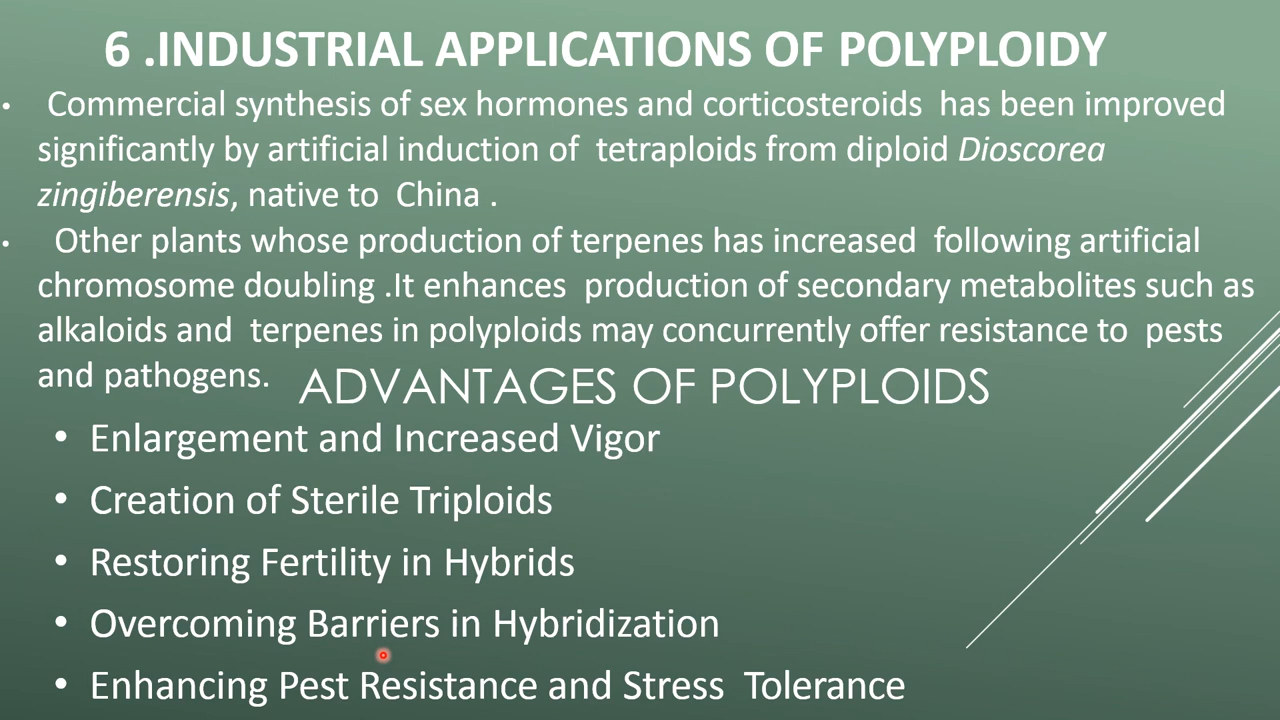 6 .INDUSTRIAL APPLICATIONS OF POLYPLOIDY
• Commercial synthesis of sex hormones and corticosteroids has been improved
significantly by artificial induction of tetraploids from diploid Dioscorea
zingiberensis, native to China .
• Other plants whose production of terpenes has increased following artificial
chromosome doubling .It enhances production of secondary metabolites such as
alkaloids and terpenes in polyploids may concurrently offer resistance to pests
and pathogens.
ADVANTAGES OF POLYPLOIDS
• Enlargement and Increased Vigor
• Creation of Sterile Triploids
• Restoring Fertility in Hybrids
• Overcoming Barriers in Hybridization
• Enhancing Pest Resistance and Stress Tolerance